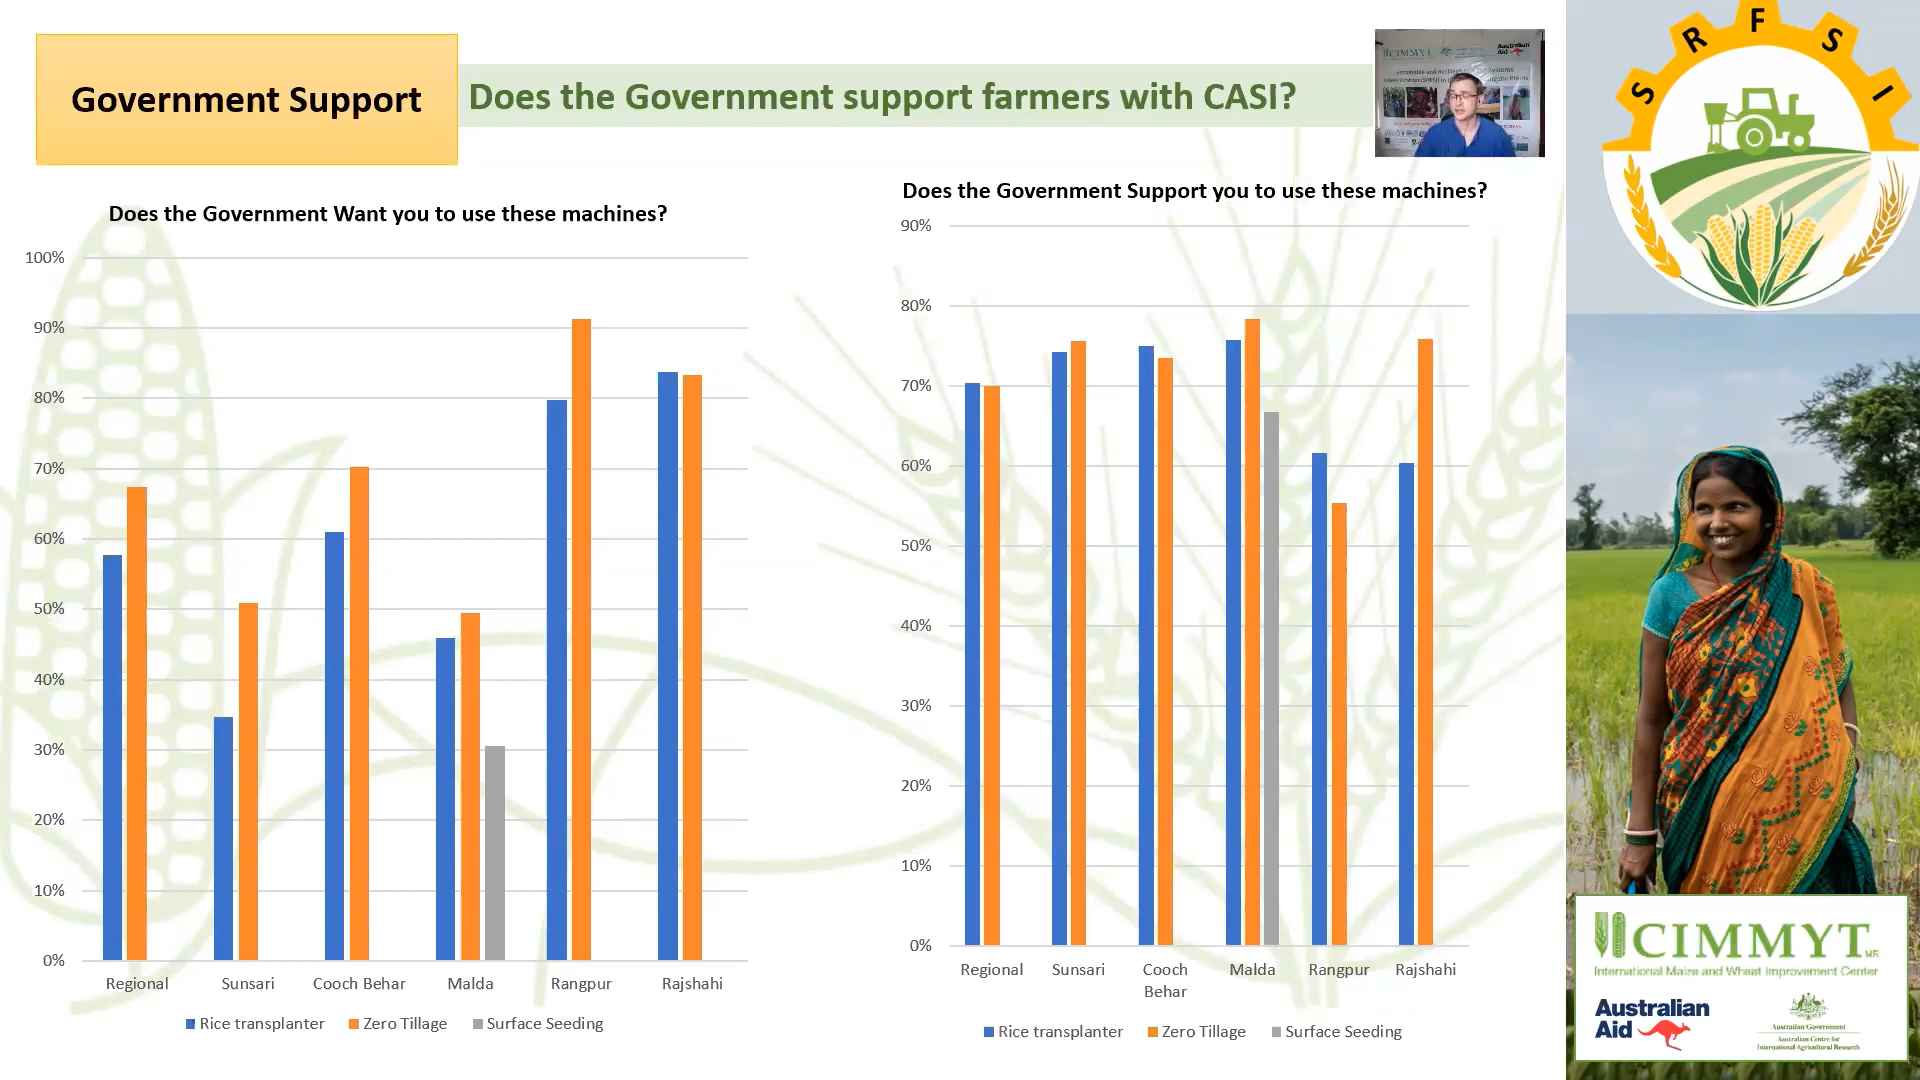 Government Support
Does the Government support farmers with CASI?
Does the Government Want you to use these machines?
100%
90%
80%
70%
60%
50%
40%
30%
20%
10%
0%
Regional
Sunsari
Cooch Behar
Malda
Rangpur
Rajshahi
Rice transplanter
Zero Tillage
Surface Seeding
Does the Government Support you to use these machines?
90%
80%
70%
60%
50%
40%
30%
20%
10%
0%
Regional
Sunsari
Cooch
Behar
Malda
Rangpur
Rajshahi
Rice transplanter
Zero Tillage
Surface Seeding
CIMMYT
Australian
Aid
SRFSI
CIMMYT
International Maize and Wheat Improvement Center
Australian
Aid
Australian Government
Australian Centre for
International Agricultural Research